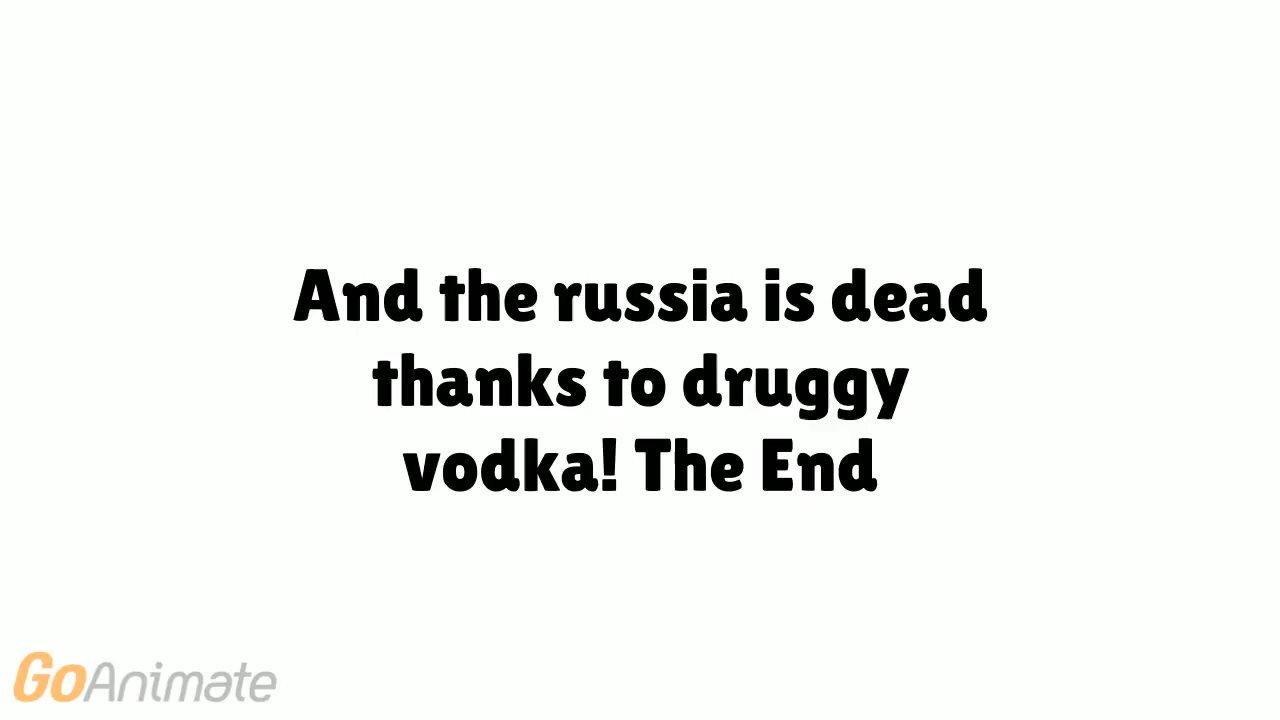 And the russia is dead
thanks to druggy
vodka! The End
GoAnimate